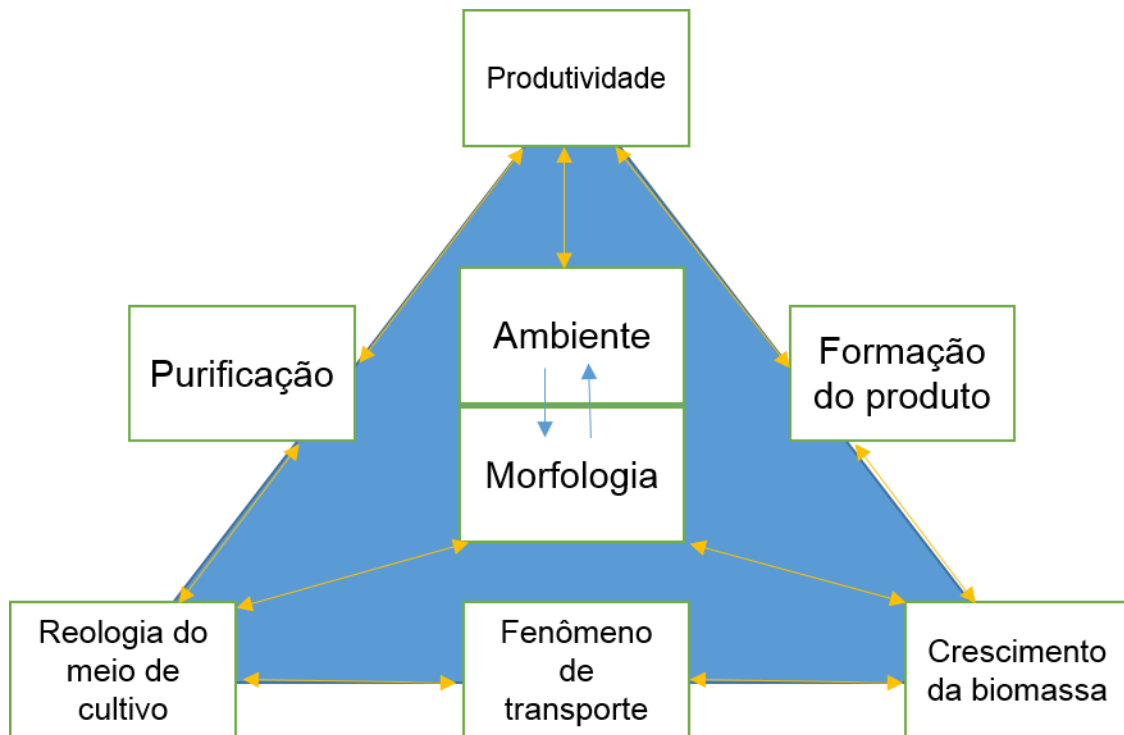 Produtividade
Ambiente
Purificação
Formação
do produto
Morfologia
Reologia do
meio de
cultivo
Fenômeno
de
transporte
Crescimento
da biomassa